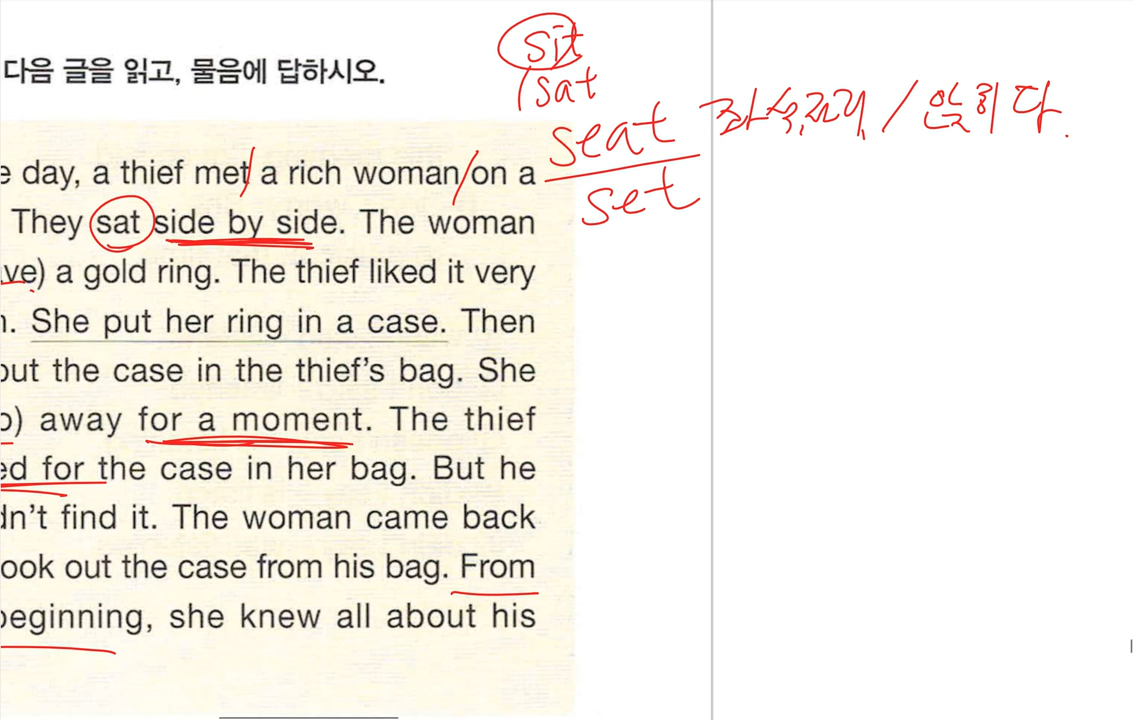 다음 글을 읽고, 물음에 답하시오.
sit
sat
seat 좌석, 자리, / 앉히다.
set
e day, a thief met / a rich woman / on a
They sat side by side. The woman
ve) a gold ring. The thief liked it very
. She put her ring in a case. Then
out the case in the thief's bag. She
) away for a moment. The thief
ed for the case in her bag. But he
dn't find it. The woman came back
ook out the case from his bag. From
beginning, she knew all about his